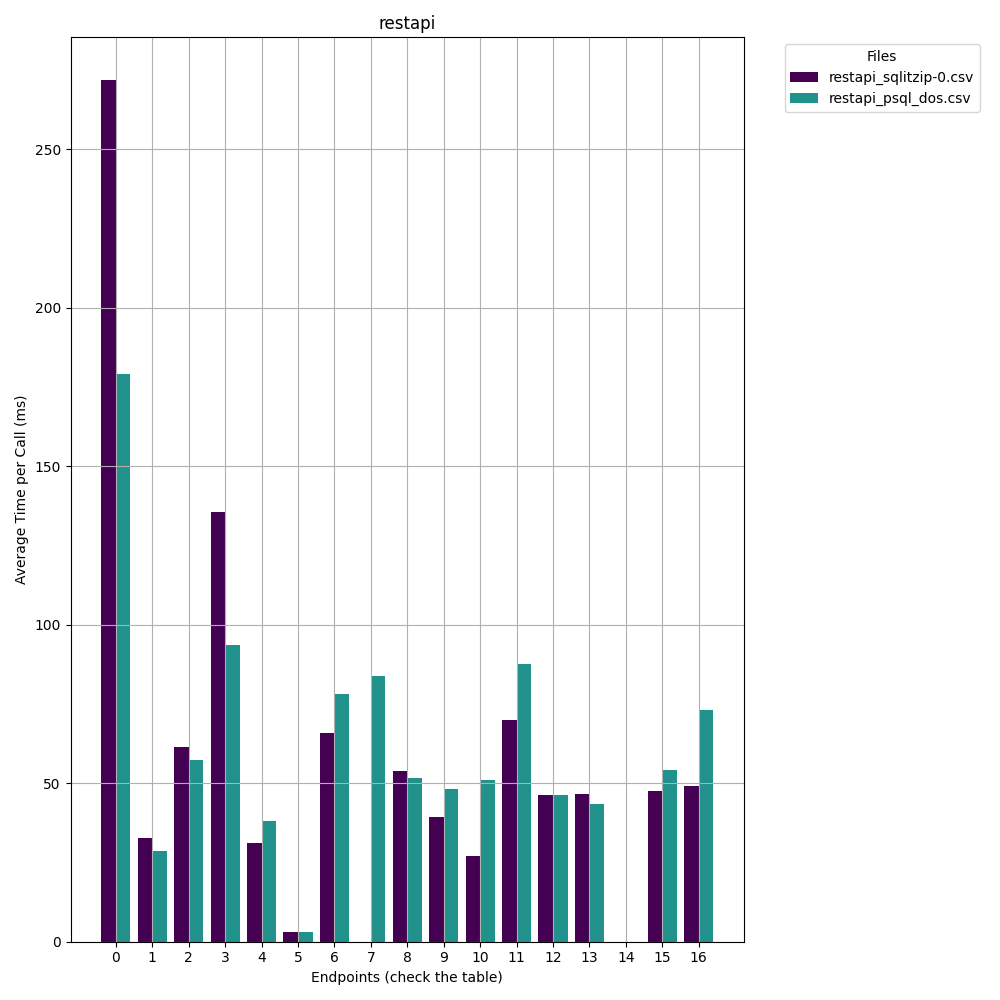 restapi
Files
restapi_sqlitzip-0.csv
restapi_psql_dos.csv
Average Time per Call (ms)
250
200
150
100
50
0
0 1 2 3 4 5 6 7 8 9 10 11 12 13 14 15 16
Endpoints (check the table)